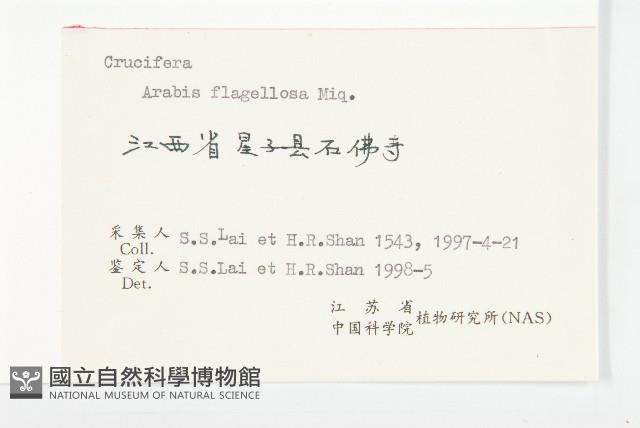 Crucifera
Arabis flagellosa Miq.
江西省星子县石佛寺
采集人 S.S.Lai et H.R.Shan 1543, 1997-4-21
Coll.
鉴定人 S.S.Lai et H.R.Shan 1998-5
Det.
江苏省
中国科学院 植物研究所(NAS)
國立自然科學博物館
NATIONAL MUSEUM OF NATURAL SCIENCE